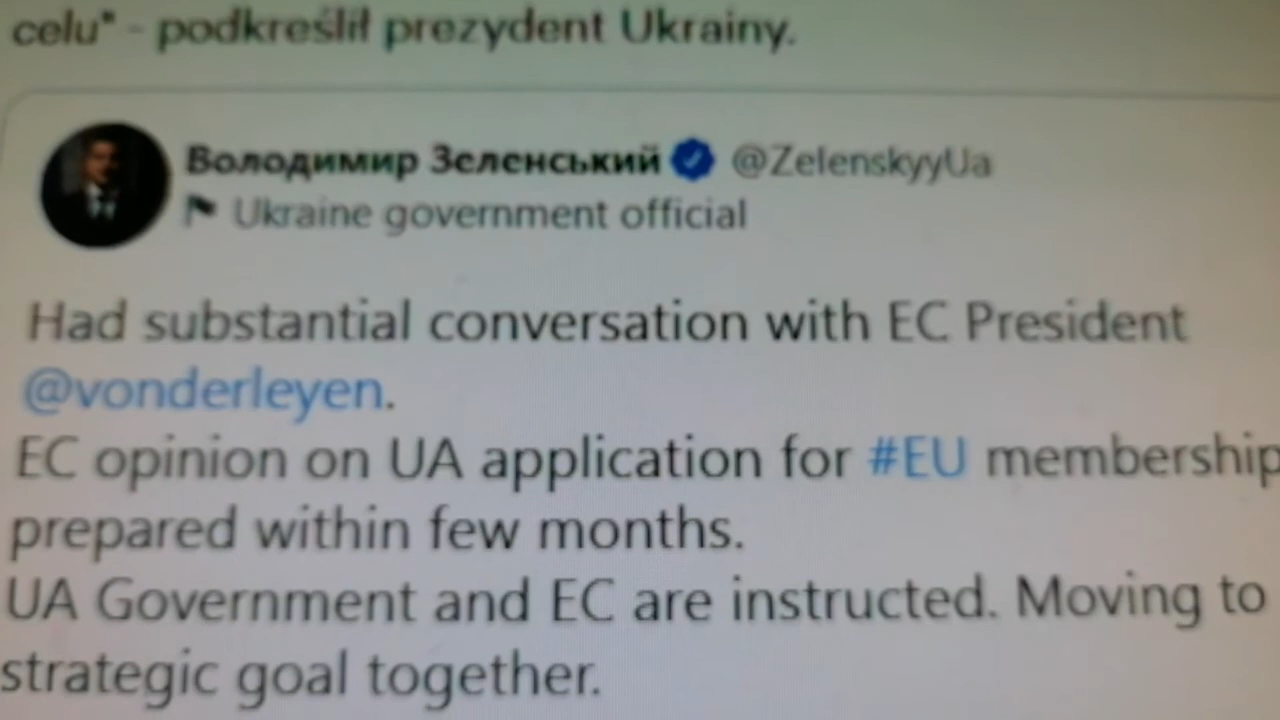 celu" - podkreślił prezydent Ukrainy.
Володимир Зеленський @ZelenskyyUa
Ukraine government official
Had substantial conversation with EC President
@vonderleyen.
EC opinion on UA application for #EU membership
prepared within few months.
UA Government and EC are instructed. Moving to
strategic goal together.